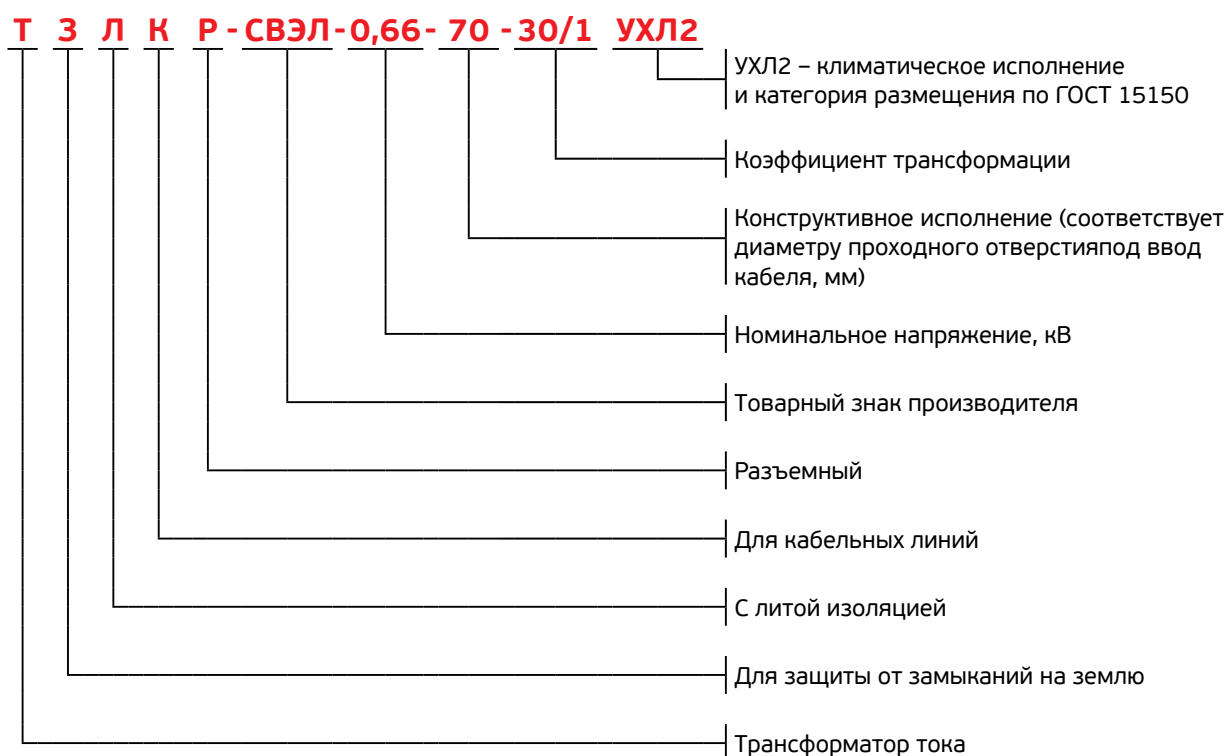 Т З Л К Р - СВЭЛ - 0,66 - 70 - 30/1 УХЛ2
УХЛ2 – климатическое исполнение
и категория размещения по ГОСТ 15150
Коэффициент трансформации
Конструктивное исполнение (соответствует
диаметру проходного отверстияпод ввод
кабеля, мм)
Номинальное напряжение, кВ
Товарный знак производителя
Разъемный
Для кабельных линий
С литой изоляцией
Для защиты от замыканий на землю
Трансформатор тока